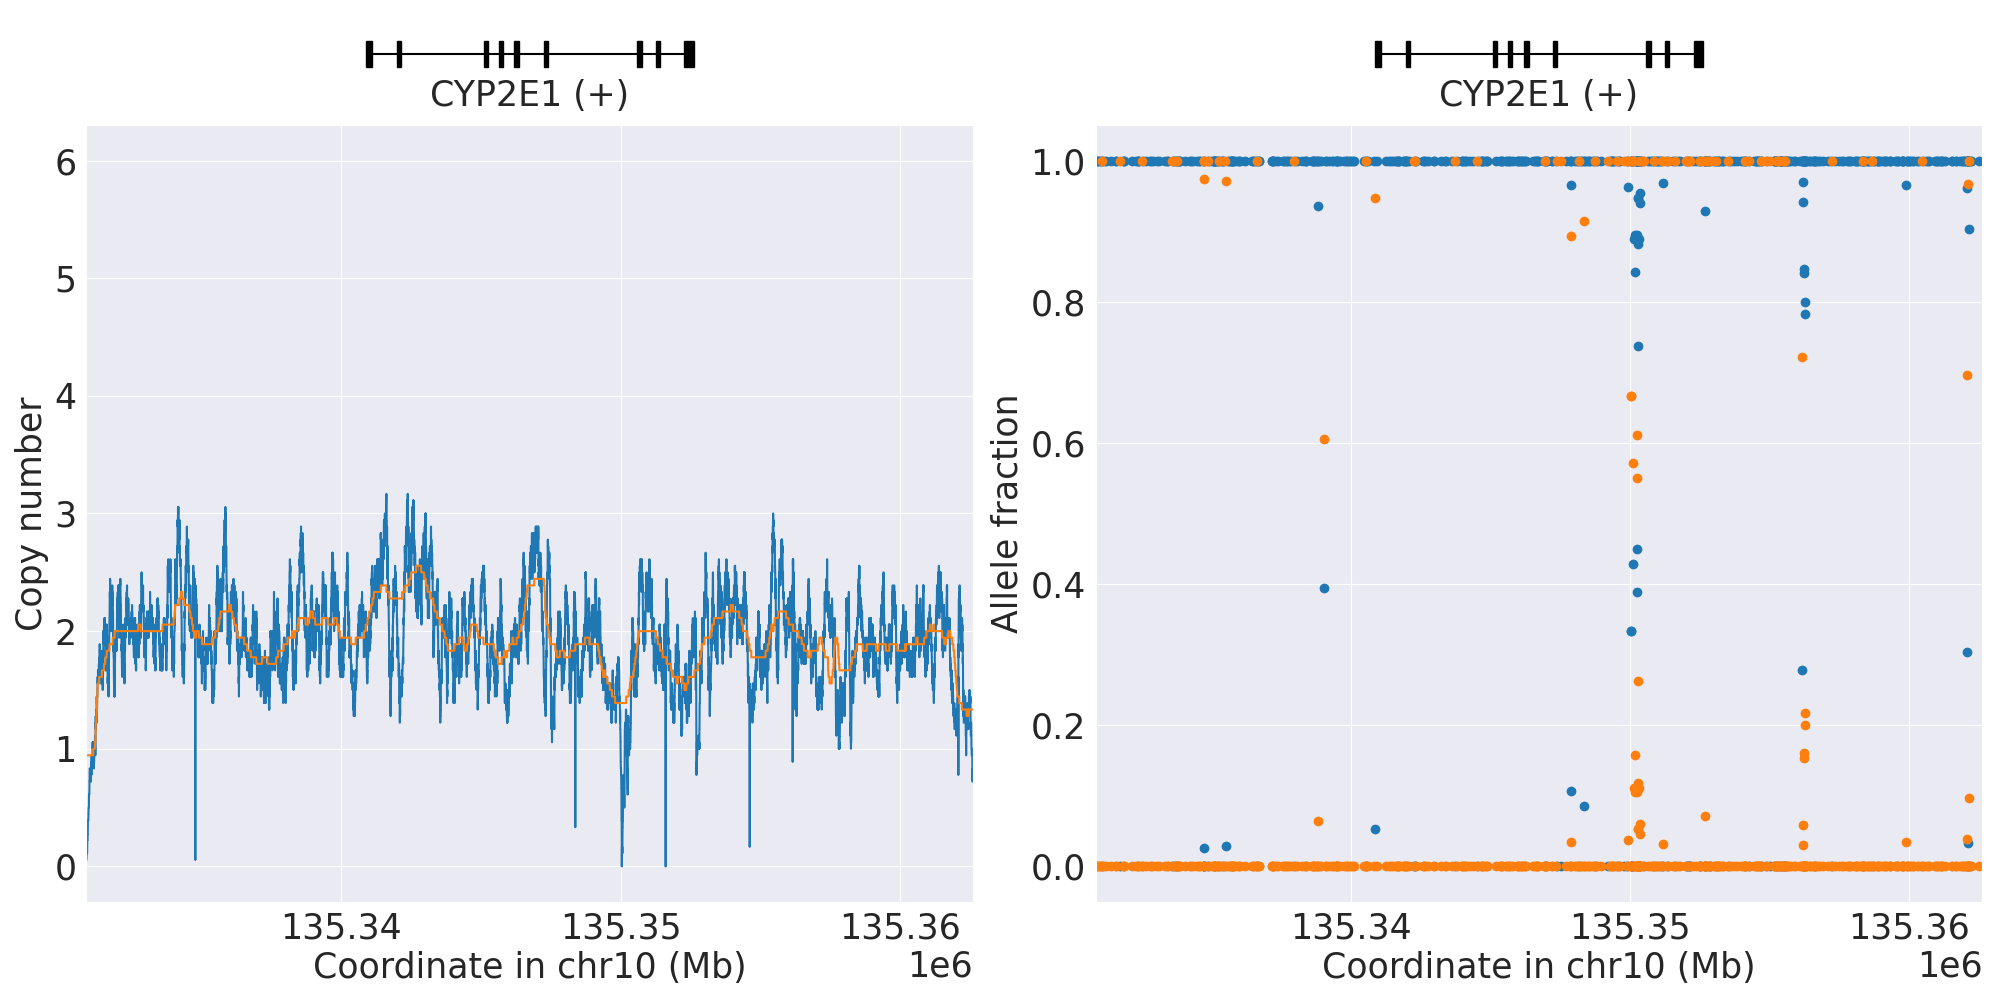 CYP2E1 (+)
6
5
4
3
2
1
0
Copy number
135.34 135.35 135.36
Coordinate in chr10 (Mb)
1e6
CYP2E1 (+)
1.0
0.8
0.6
0.4
0.2
0.0
Allele fraction
135.34 135.35 135.36
Coordinate in chr10 (Mb)
1e6